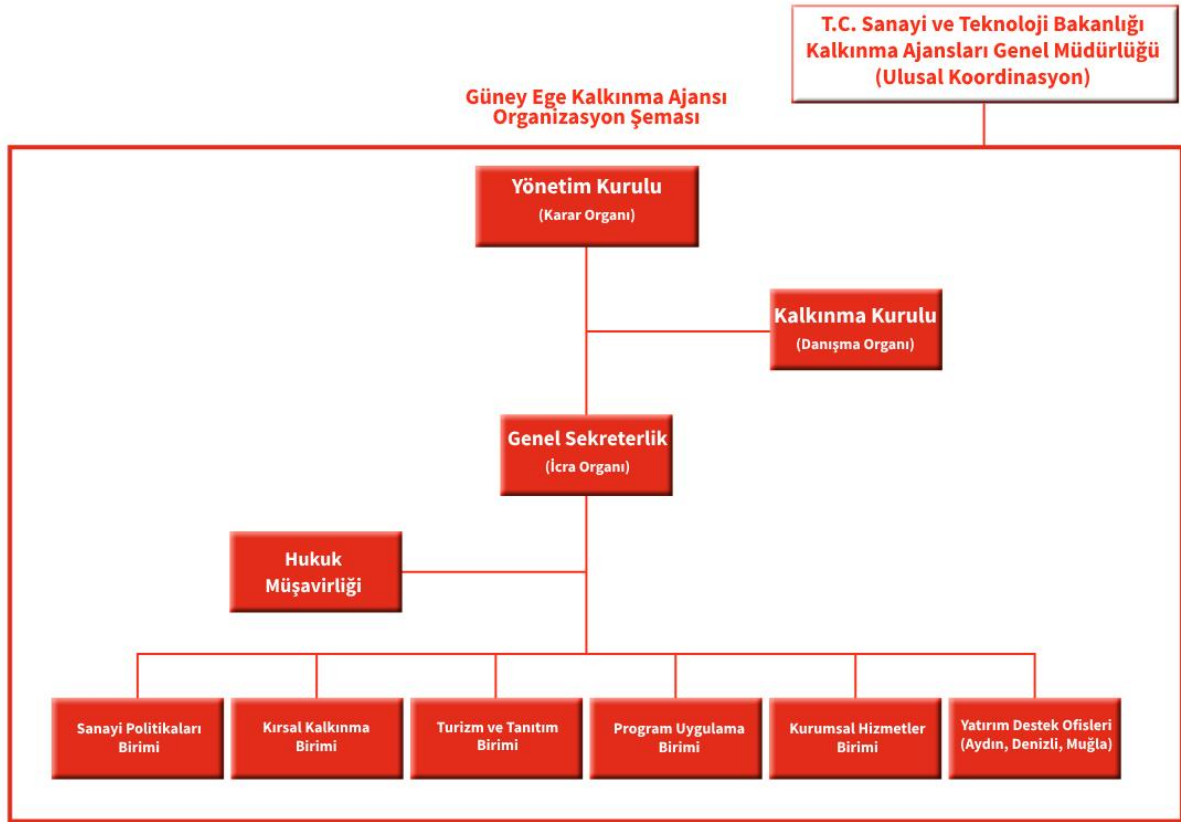 T.C. Sanayi ve Teknoloji Bakanlığı
Kalkınma Ajansları Genel Müdürlüğü
(Ulusal Koordinasyon)
Güney Ege Kalkınma Ajansı
Organizasyon Şeması
Yönetim Kurulu
(Karar Organı)
Kalkınma Kurulu
(Danışma Organı)
Genel Sekreterlik
(İcra Organı)
Hukuk
Müşavirliği
Sanayi Politikaları
Birimi
Kırsal Kalkınma
Birimi
Turizm ve Tanıtım
Birimi
Program Uygulama
Birimi
Kurumsal Hizmetler
Birimi
Yatırım Destek Ofisleri
(Aydın, Denizli, Muğla)